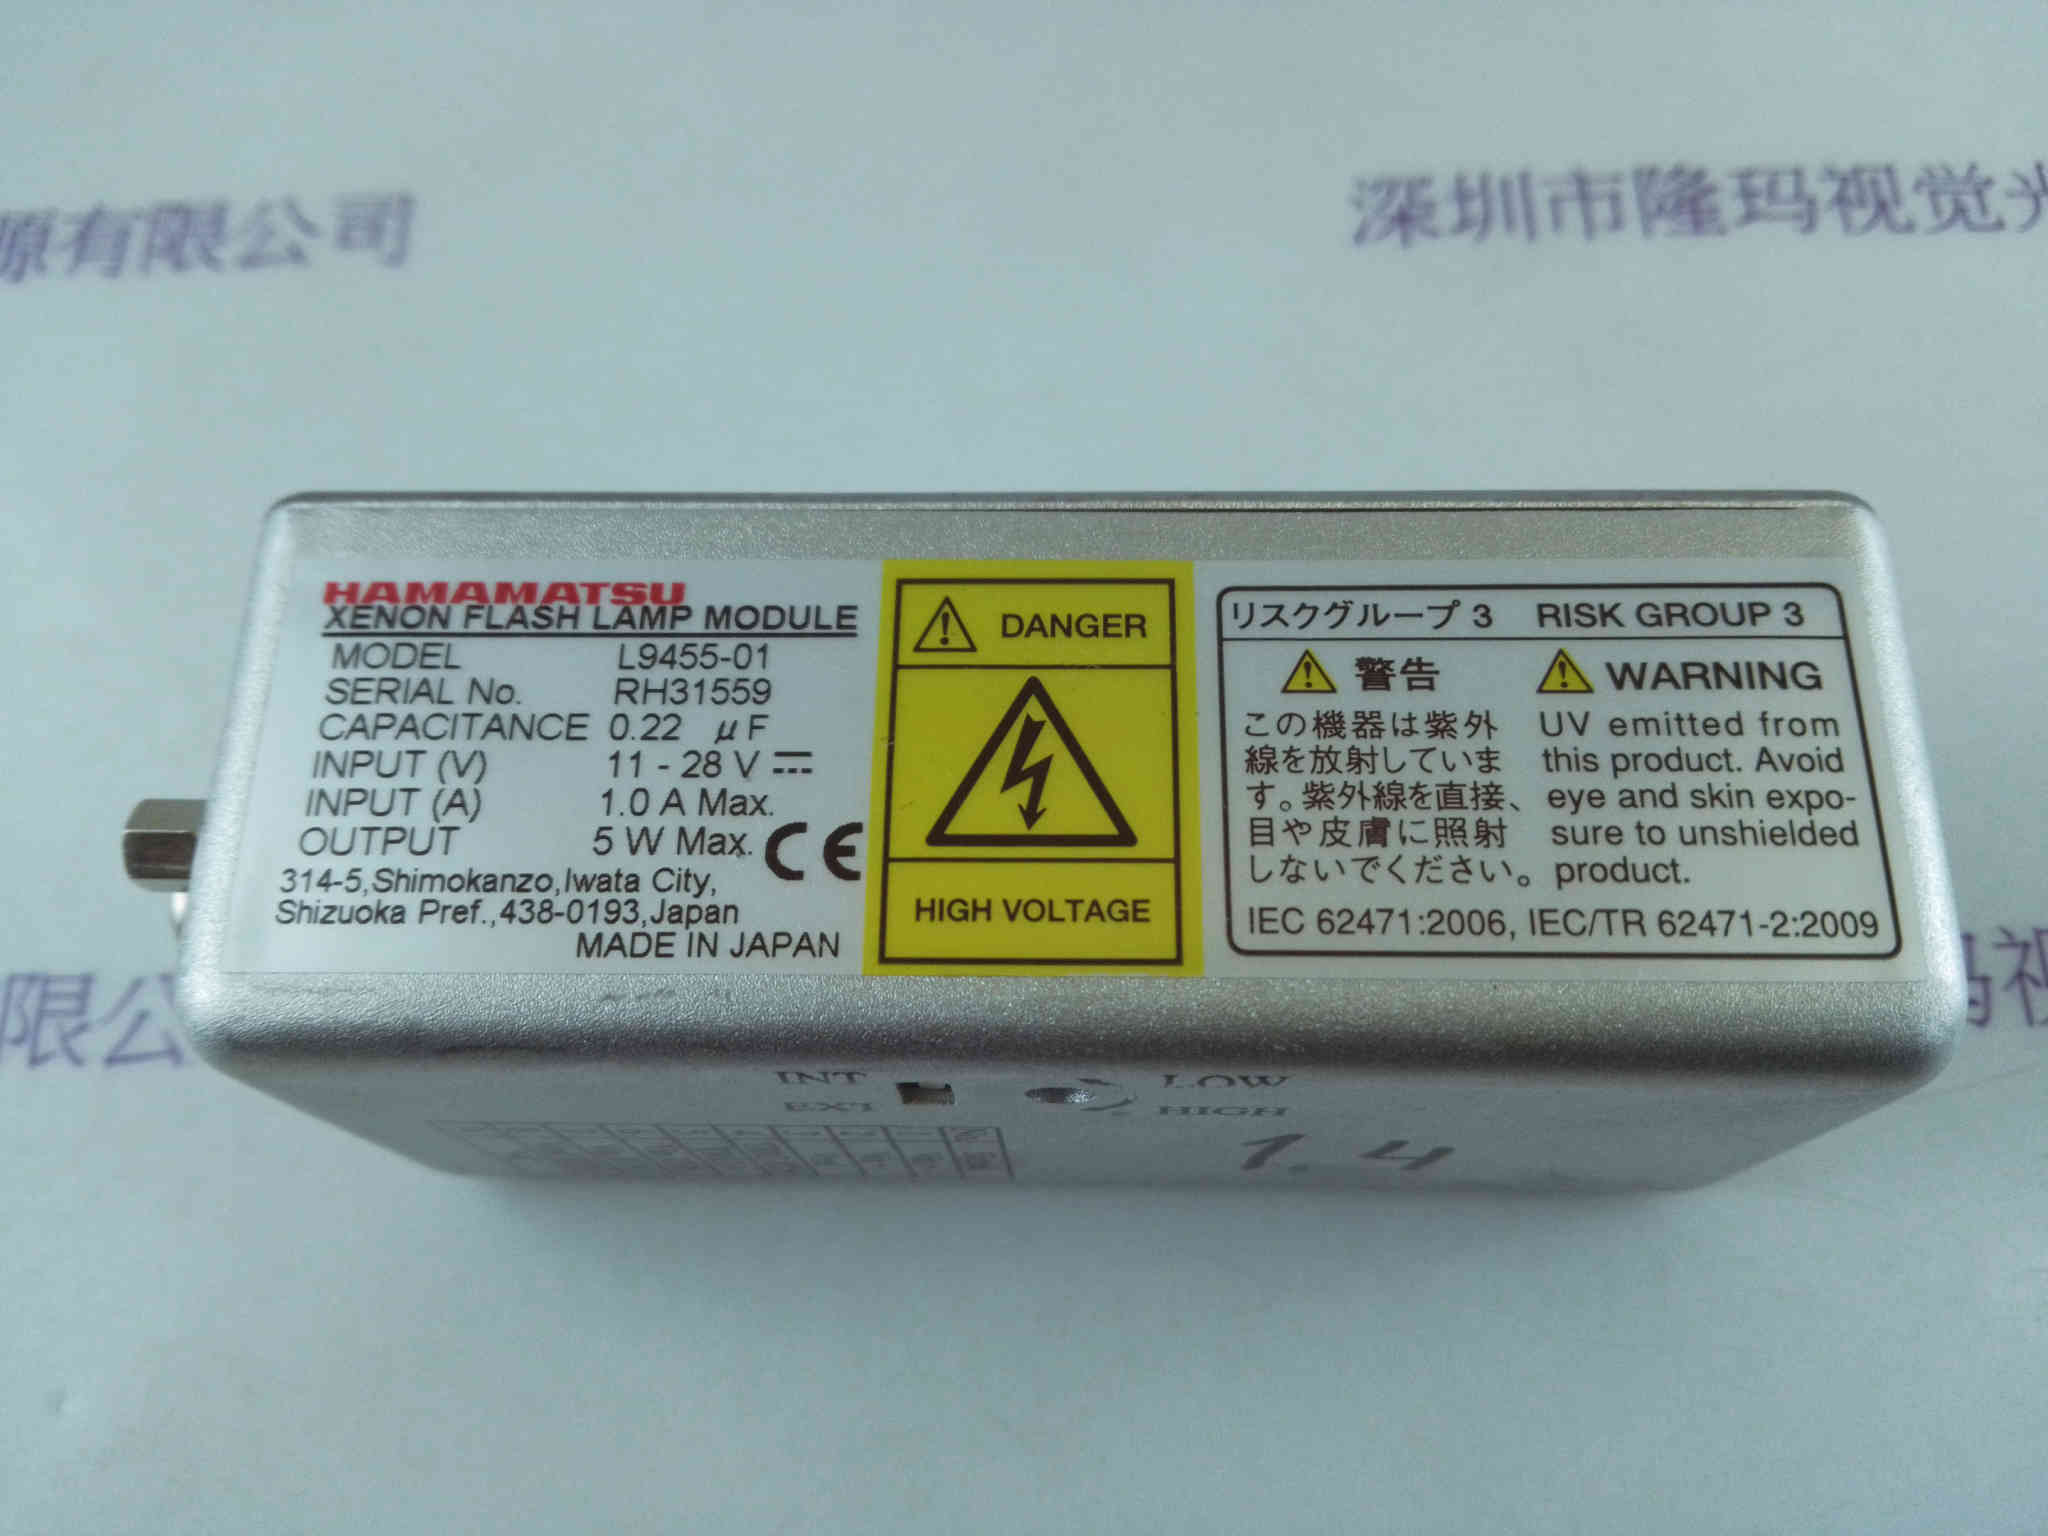 源有限公司
深圳市隆玛视觉光
HAMAMATSU
XENON FLASH LAMP MODULE
MODEL L9455-01
SERIAL No. RH31559
CAPACITANCE 0.22 μF
INPUT (V) 11 - 28 V
INPUT (A) 1.0 A Max.
OUTPUT 5 W Max.
CE
314-5,Shimokanzo,Iwata City,
Shizuoka Pref.,438-0193,Japan
MADE IN JAPAN
DANGER
HIGH VOLTAGE
リスクグループ 3 RISK GROUP 3
警告
この機器は紫外
線を放射していま
す。紫外線を直接、
目や皮膚に照射
しないでください。
WARNING
UV emitted from
this product. Avoid
eye and skin expo-
sure to unshielded
product.
IEC 62471:2006, IEC/TR 62471-2:2009
限公
玛视
INT
EXT
LOW
HIGH
1.4